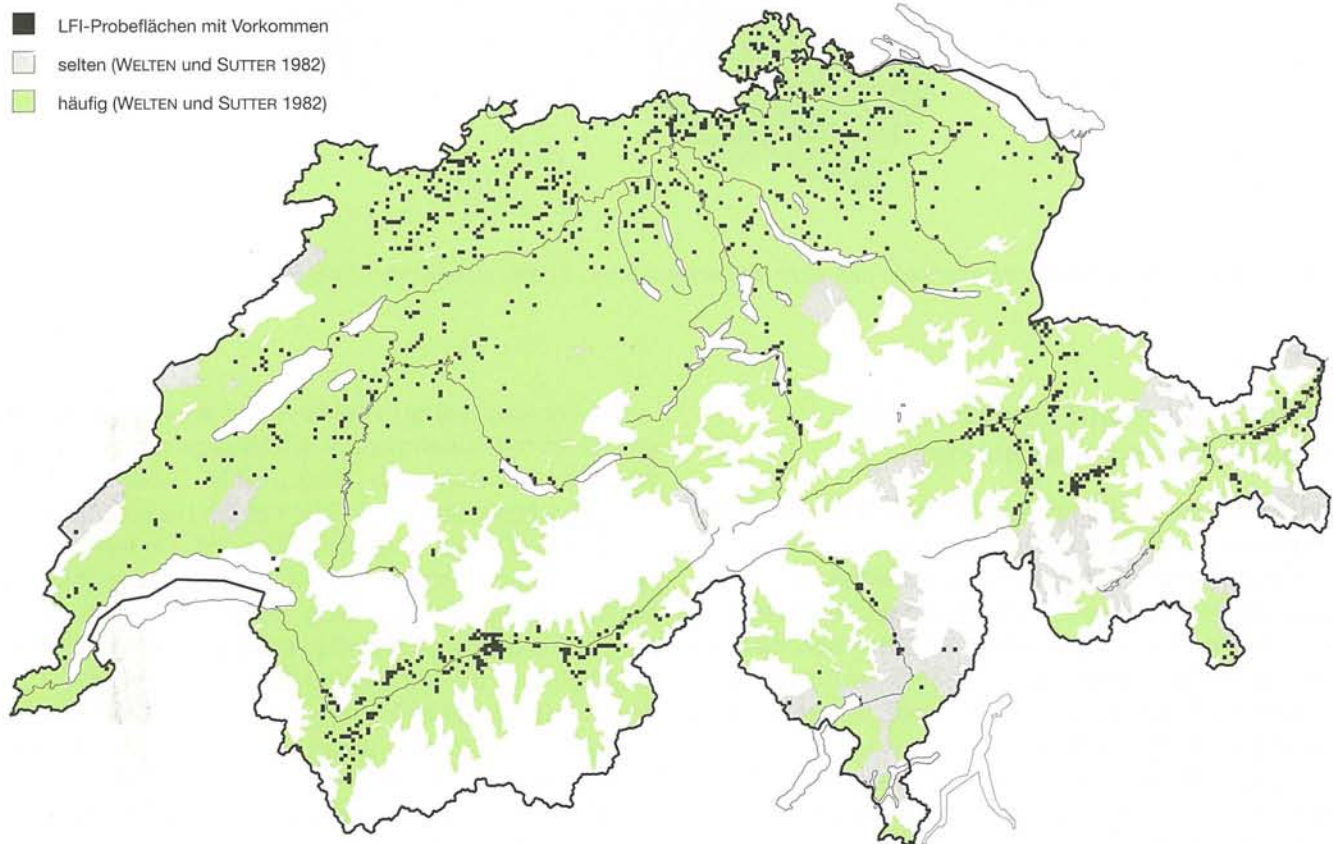 LFI-Probeflächen mit Vorkommen
selten (WELTEN und SUTTER 1982)
häufig (WELTEN und SUTTER 1982)